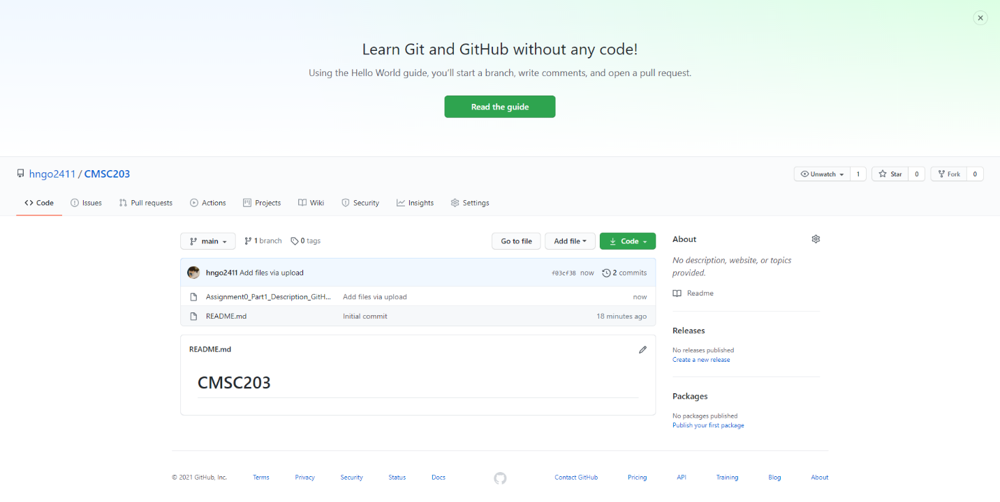 Learn Git and GitHub without any code!
Using the Hello World guide, you'll start a branch, write comments, and open a pull request.
Read the guide
hngo2411 / CMSC203
Unwatch 1 Star 0 Fork 0
Code Issues Pull requests Actions Projects Wiki Security Insights Settings
main 1 branch 0 tags Go to file Add file Code
hngo2411 Add files via upload f03cf38 now 2 commits
Assignment0_Part1_Description_GitH... Add files via upload now
README.md Initial commit 18 minutes ago
README.md
CMSC203
About
No description, website, or topics
provided.
Readme
Releases
No releases published
Create a new release
Packages
No packages published
Publish your first package
© 2021 GitHub, Inc. Terms Privacy Security Status Docs Contact GitHub Pricing API Training Blog About